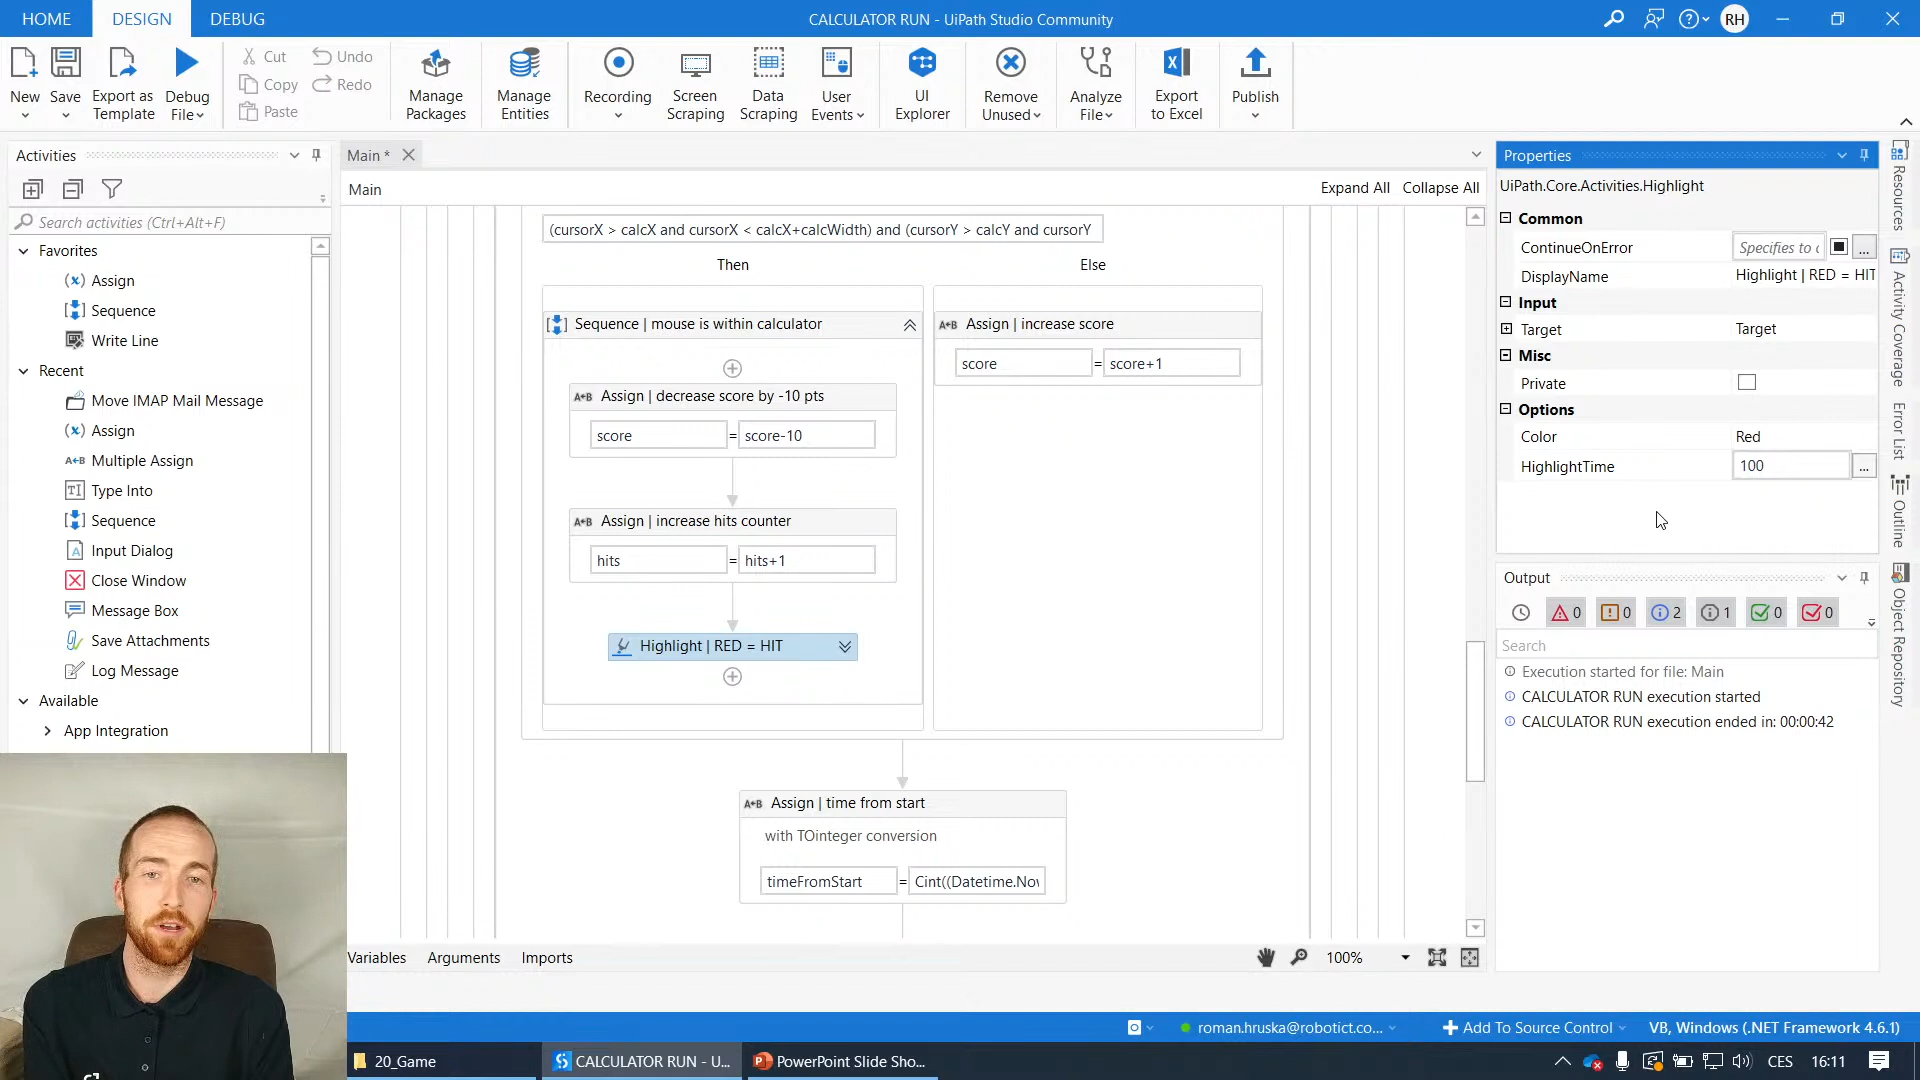 HOME
DESIGN
DEBUG
CALCULATOR RUN - UiPath Studio Community
RH
New
Save
Export as Template
Debug File
Cut
Copy
Paste
Undo
Redo
Manage Packages
Manage Entities
Recording
Screen Scraping
Data Scraping
User Events
UI Explorer
Remove Unused
Analyze File
Export to Excel
Publish
Activities
Search activities (Ctrl+Alt+F)
Favorites
Assign
Sequence
Write Line
Recent
Move IMAP Mail Message
Assign
Multiple Assign
Type Into
Sequence
Input Dialog
Close Window
Message Box
Save Attachments
Log Message
Available
App Integration
Main *
Main
Expand All
Collapse All
(cursorX > calcX and cursorX < calcX+calcWidth) and (cursorY > calcY and cursorY
Then
Else
Sequence | mouse is within calculator
A+B Assign | decrease score by -10 pts
score = score-10
A+B Assign | increase hits counter
hits = hits+1
Highlight | RED = HIT
A+B Assign | increase score
score = score+1
A+B Assign | time from start
with TOinteger conversion
timeFromStart = Cint((Datetime.Nov
Variables
Arguments
Imports
100%
Properties
UiPath.Core.Activities.Highlight
Common
ContinueOnError Specifies to c ...
DisplayName Highlight | RED = HIT
Input
Target Target
Misc
Private
Options
Color Red
HighlightTime 100 ...
Output
0 0 2 1 0 0
Search
Execution started for file: Main
CALCULATOR RUN execution started
CALCULATOR RUN execution ended in: 00:00:42
Resources
Activity Coverage
Error List
Outline
Object Repository
roman.hruska@robotict.co...
Add To Source Control
VB, Windows (.NET Framework 4.6.1)
20_Game
CALCULATOR RUN - U...
PowerPoint Slide Sho...
CES
16:11